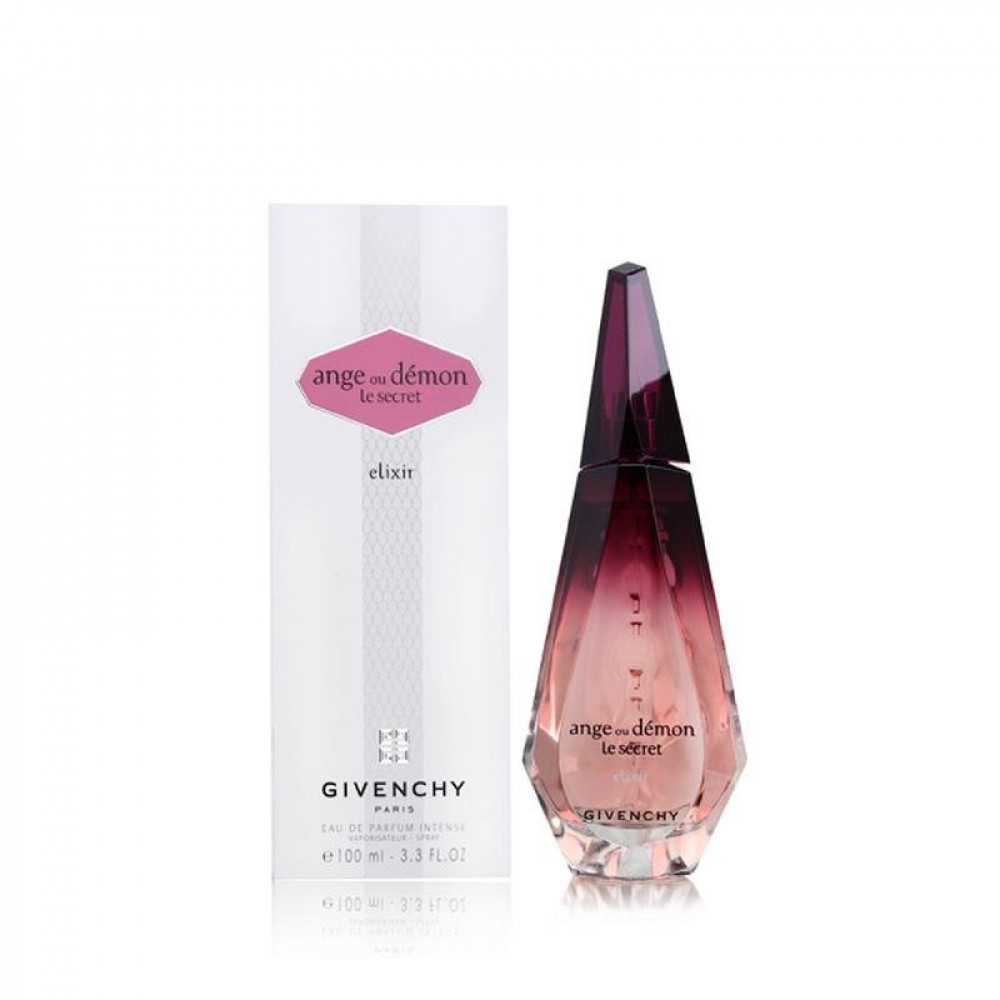 ange ou démon
le secret
elixir
GIVENCHY
PARIS
EAU DE PARFUM INTENSE
VAPORISATEUR - SPRAY
e 100 ml - 3.3 FL.OZ
ange ou démon
le secret
elixir
GIVENCHY